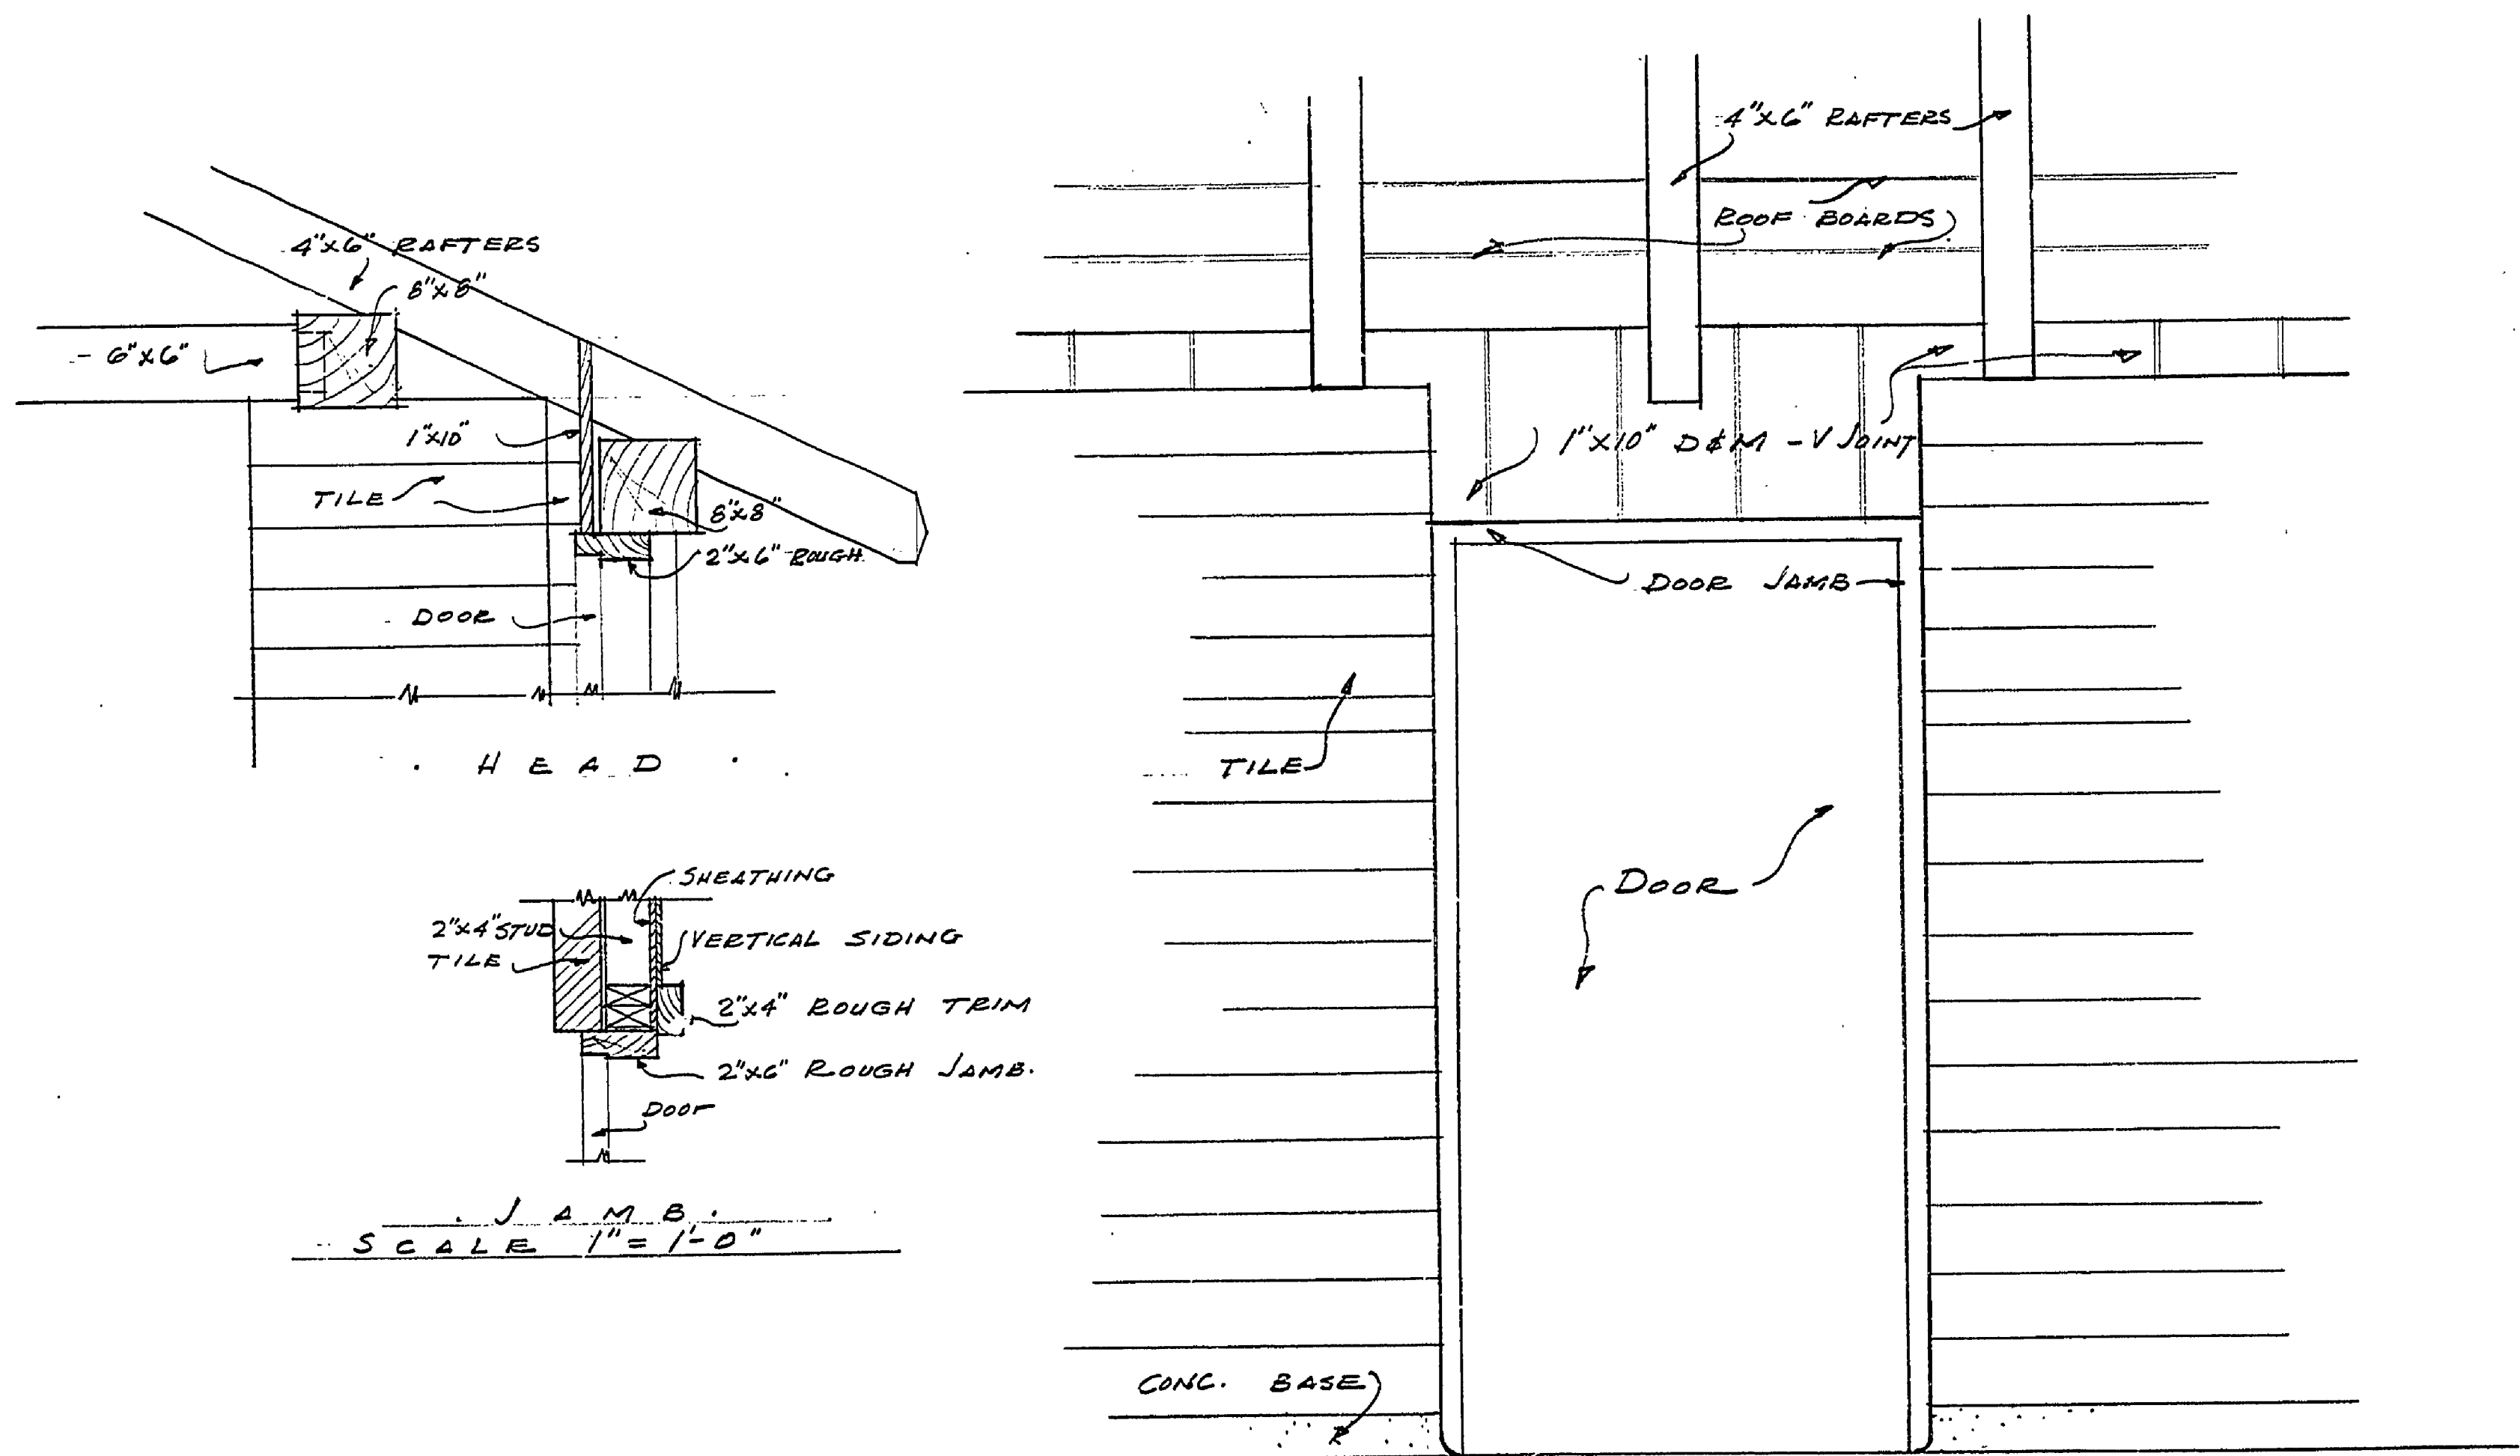 4"x6" RAFTERS
8"x8"
6"x6"
1"x10"
TILE
8"x8"
2"x6" ROUGH
DOOR
HEAD
SHEATHING
2"x4" STUD
VERTICAL SIDING
TILE
2"x4" ROUGH TRIM
2"x6" ROUGH JAMB.
DOOR
JAMB
SCALE 1"=1'-0"
4"x6" RAFTERS
ROOF BOARDS
1"x10" D&M -V JOINT
DOOR JAMB
TILE
DOOR
CONC. BASE